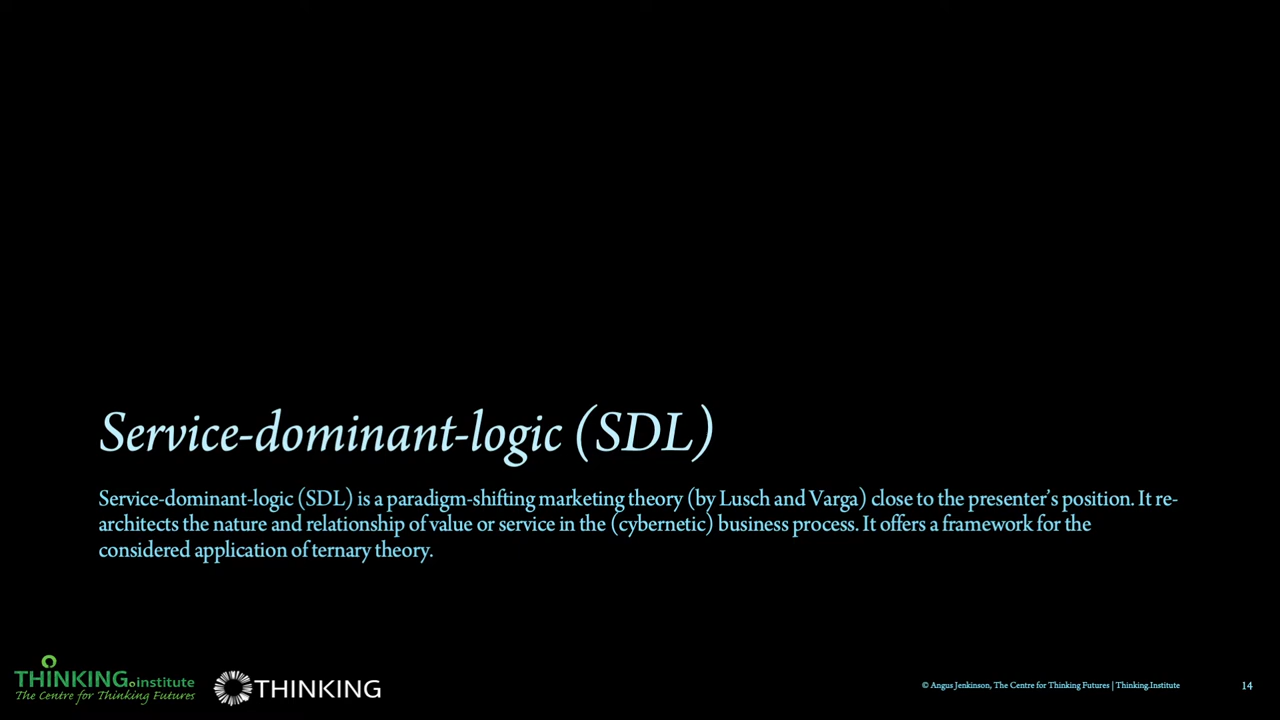 Service-dominant-logic (SDL)
Service-dominant-logic (SDL) is a paradigm-shifting marketing theory (by Lusch and Varga) close to the presenter's position. It re-
architects the nature and relationship of value or service in the (cybernetic) business process. It offers a framework for the
considered application of ternary theory.
THINKING.institute
The Centre for Thinking Futures
THINKING
© Angus Jenkinson, The Centre for Thinking Futures | Thinking.Institute
14